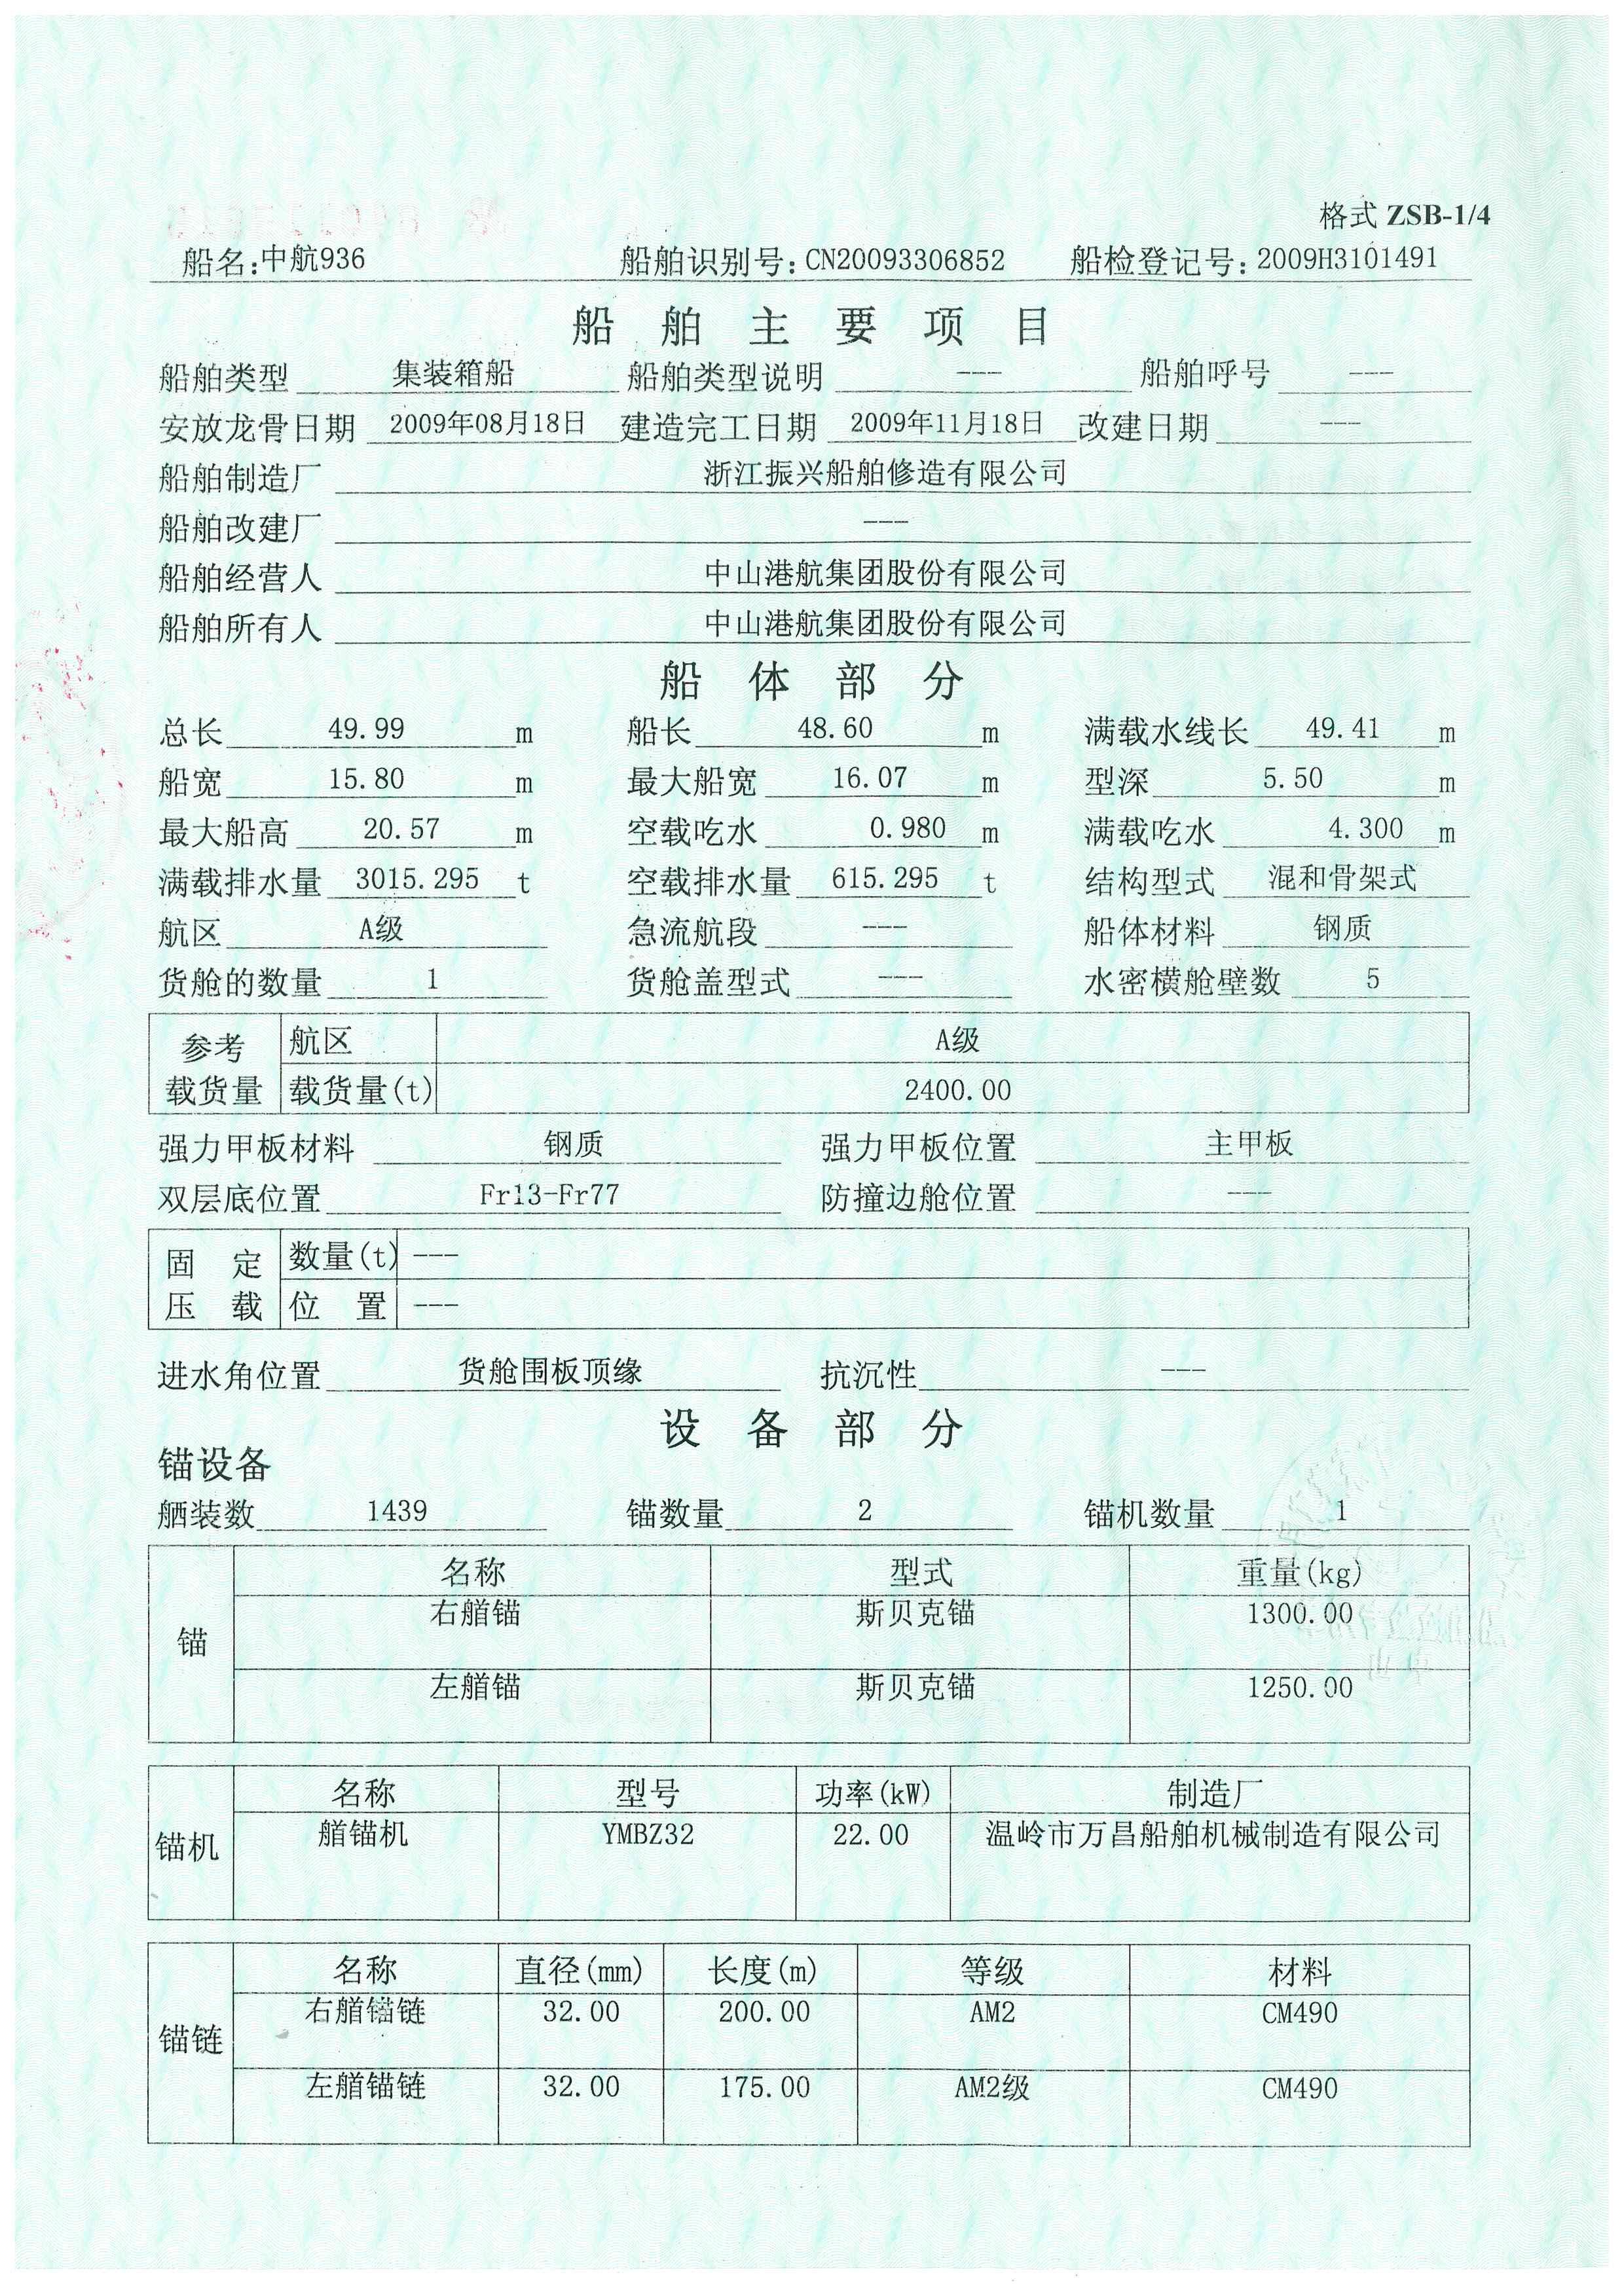 格式 ZSB-1/4
船名:中航936 船舶识别号:CN20093306852 船检登记号:2009H3101491
船舶主要项目
船舶类型 集装箱船 船舶类型说明 --- 船舶呼号 ---
安放龙骨日期 2009年08月18日 建造完工日期 2009年11月18日 改建日期 ---
船舶制造厂 浙江振兴船舶修造有限公司
船舶改建厂 ---
船舶经营人 中山港航集团股份有限公司
船舶所有人 中山港航集团股份有限公司
船体部分
总长 49.99 m 船长 48.60 m 满载水线长 49.41 m
船宽 15.80 m 最大船宽 16.07 m 型深 5.50 m
最大船高 20.57 m 空载吃水 0.980 m 满载吃水 4.300 m
满载排水量 3015.295 t 空载排水量 615.295 t 结构型式 混和骨架式
航区 A级 急流航段 --- 船体材料 钢质
货舱的数量 1 货舱盖型式 --- 水密横舱壁数 5
参考 航区 A级
载货量 载货量(t) 2400.00
强力甲板材料 钢质 强力甲板位置 主甲板
双层底位置 Fr13-Fr77 防撞边舱位置 ---
固定 数量(t) ---
压载 位置 ---
进水角位置 货舱围板顶缘 抗沉性 ---
设备部分
锚设备
舾装数 1439 锚数量 2 锚机数量 1
名称 型式 重量(kg)
右艏锚 斯贝克锚 1300.00
锚
左艏锚 斯贝克锚 1250.00
名称 型号 功率(kW) 制造厂
艏锚机 YMBZ32 22.00 温岭市万昌船舶机械制造有限公司
锚机
名称 直径(mm) 长度(m) 等级 材料
右艏锚链 32.00 200.00 AM2 CM490
锚链
左艏锚链 32.00 175.00 AM2级 CM490